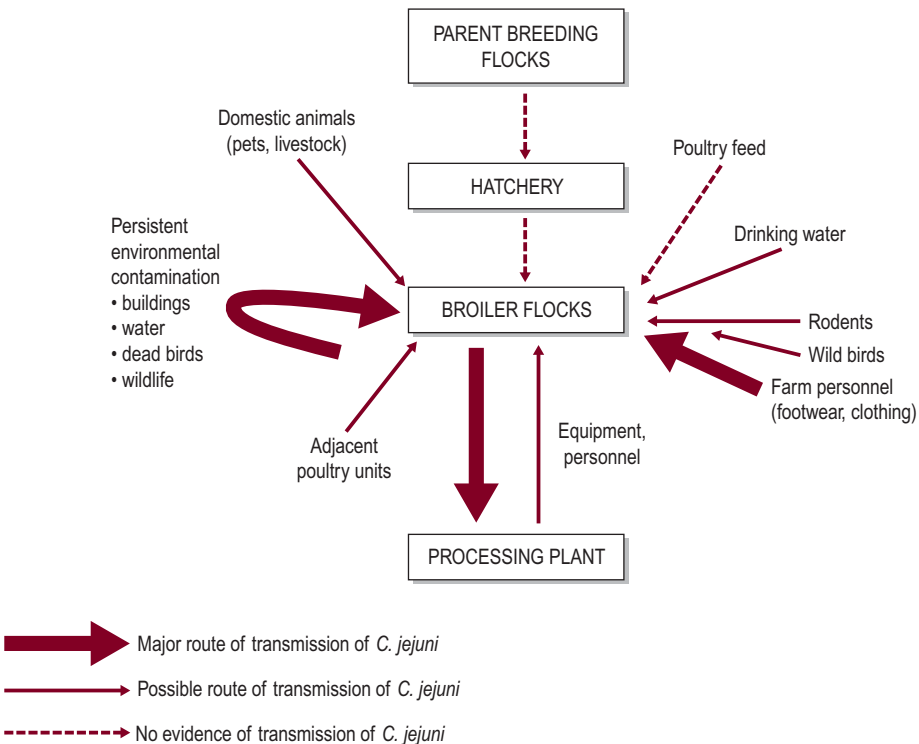 PARENT BREEDING
FLOCKS
Domestic animals
(pets, livestock)
Poultry feed
HATCHERY
Persistent
environmental
contamination
• buildings
• water
• dead birds
• wildlife
Drinking water
BROILER FLOCKS
Rodents
Wild birds
Farm personnel
(footwear, clothing)
Adjacent
poultry units
Equipment,
personnel
PROCESSING PLANT
Major route of transmission of C. jejuni
Possible route of transmission of C. jejuni
No evidence of transmission of C. jejuni